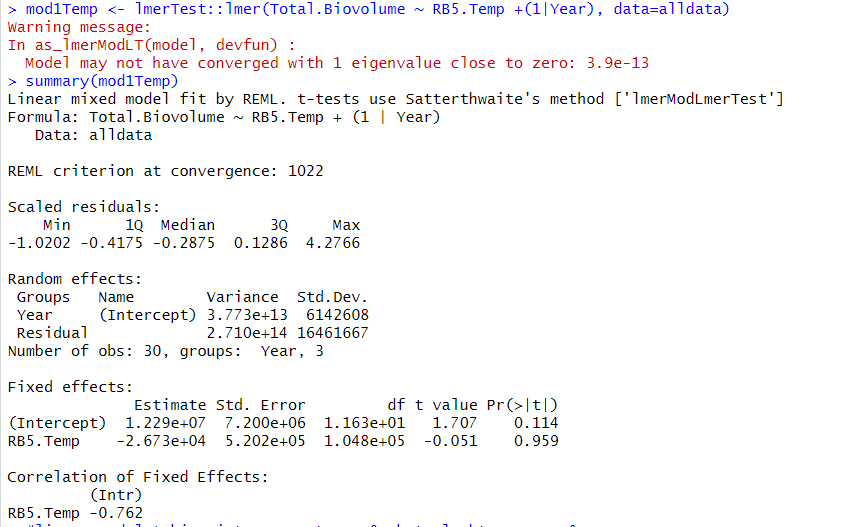 > mod1Temp <- lmerTest::lmer(Total.Biovolume ~ RB5.Temp +(1|Year), data=alldata)
Warning message:
In as_lmerModLT(model, devfun) :
  Model may not have converged with 1 eigenvalue close to zero: 3.9e-13
> summary(mod1Temp)
Linear mixed model fit by REML. t-tests use Satterthwaite's method ['lmerModLmerTest']
Formula: Total.Biovolume ~ RB5.Temp + (1 | Year)
   Data: alldata

REML criterion at convergence: 1022

Scaled residuals:
    Min      1Q  Median      3Q     Max
-1.0202 -0.4175 -0.2875  0.1286  4.2766

Random effects:
 Groups   Name        Variance  Std.Dev.
 Year     (Intercept) 3.773e+13  6142608
 Residual             2.710e+14 16461667
Number of obs: 30, groups:  Year, 3

Fixed effects:
              Estimate Std. Error         df t value Pr(>|t|)
(Intercept)  1.229e+07  7.200e+06  1.163e+01   1.707    0.114
RB5.Temp    -2.673e+04  5.202e+05  1.048e+05  -0.051    0.959

Correlation of Fixed Effects:
         (Intr)
RB5.Temp -0.762